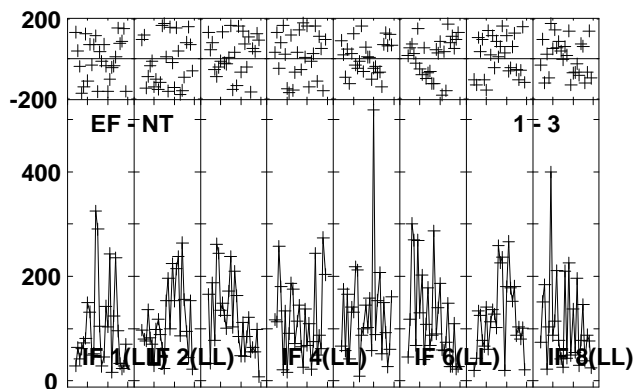 200
-200
EF - NT 1 - 3
400
200
0
IF 1(LL) IF 2(LL) IF 4(LL) IF 6(LL) IF 8(LL)